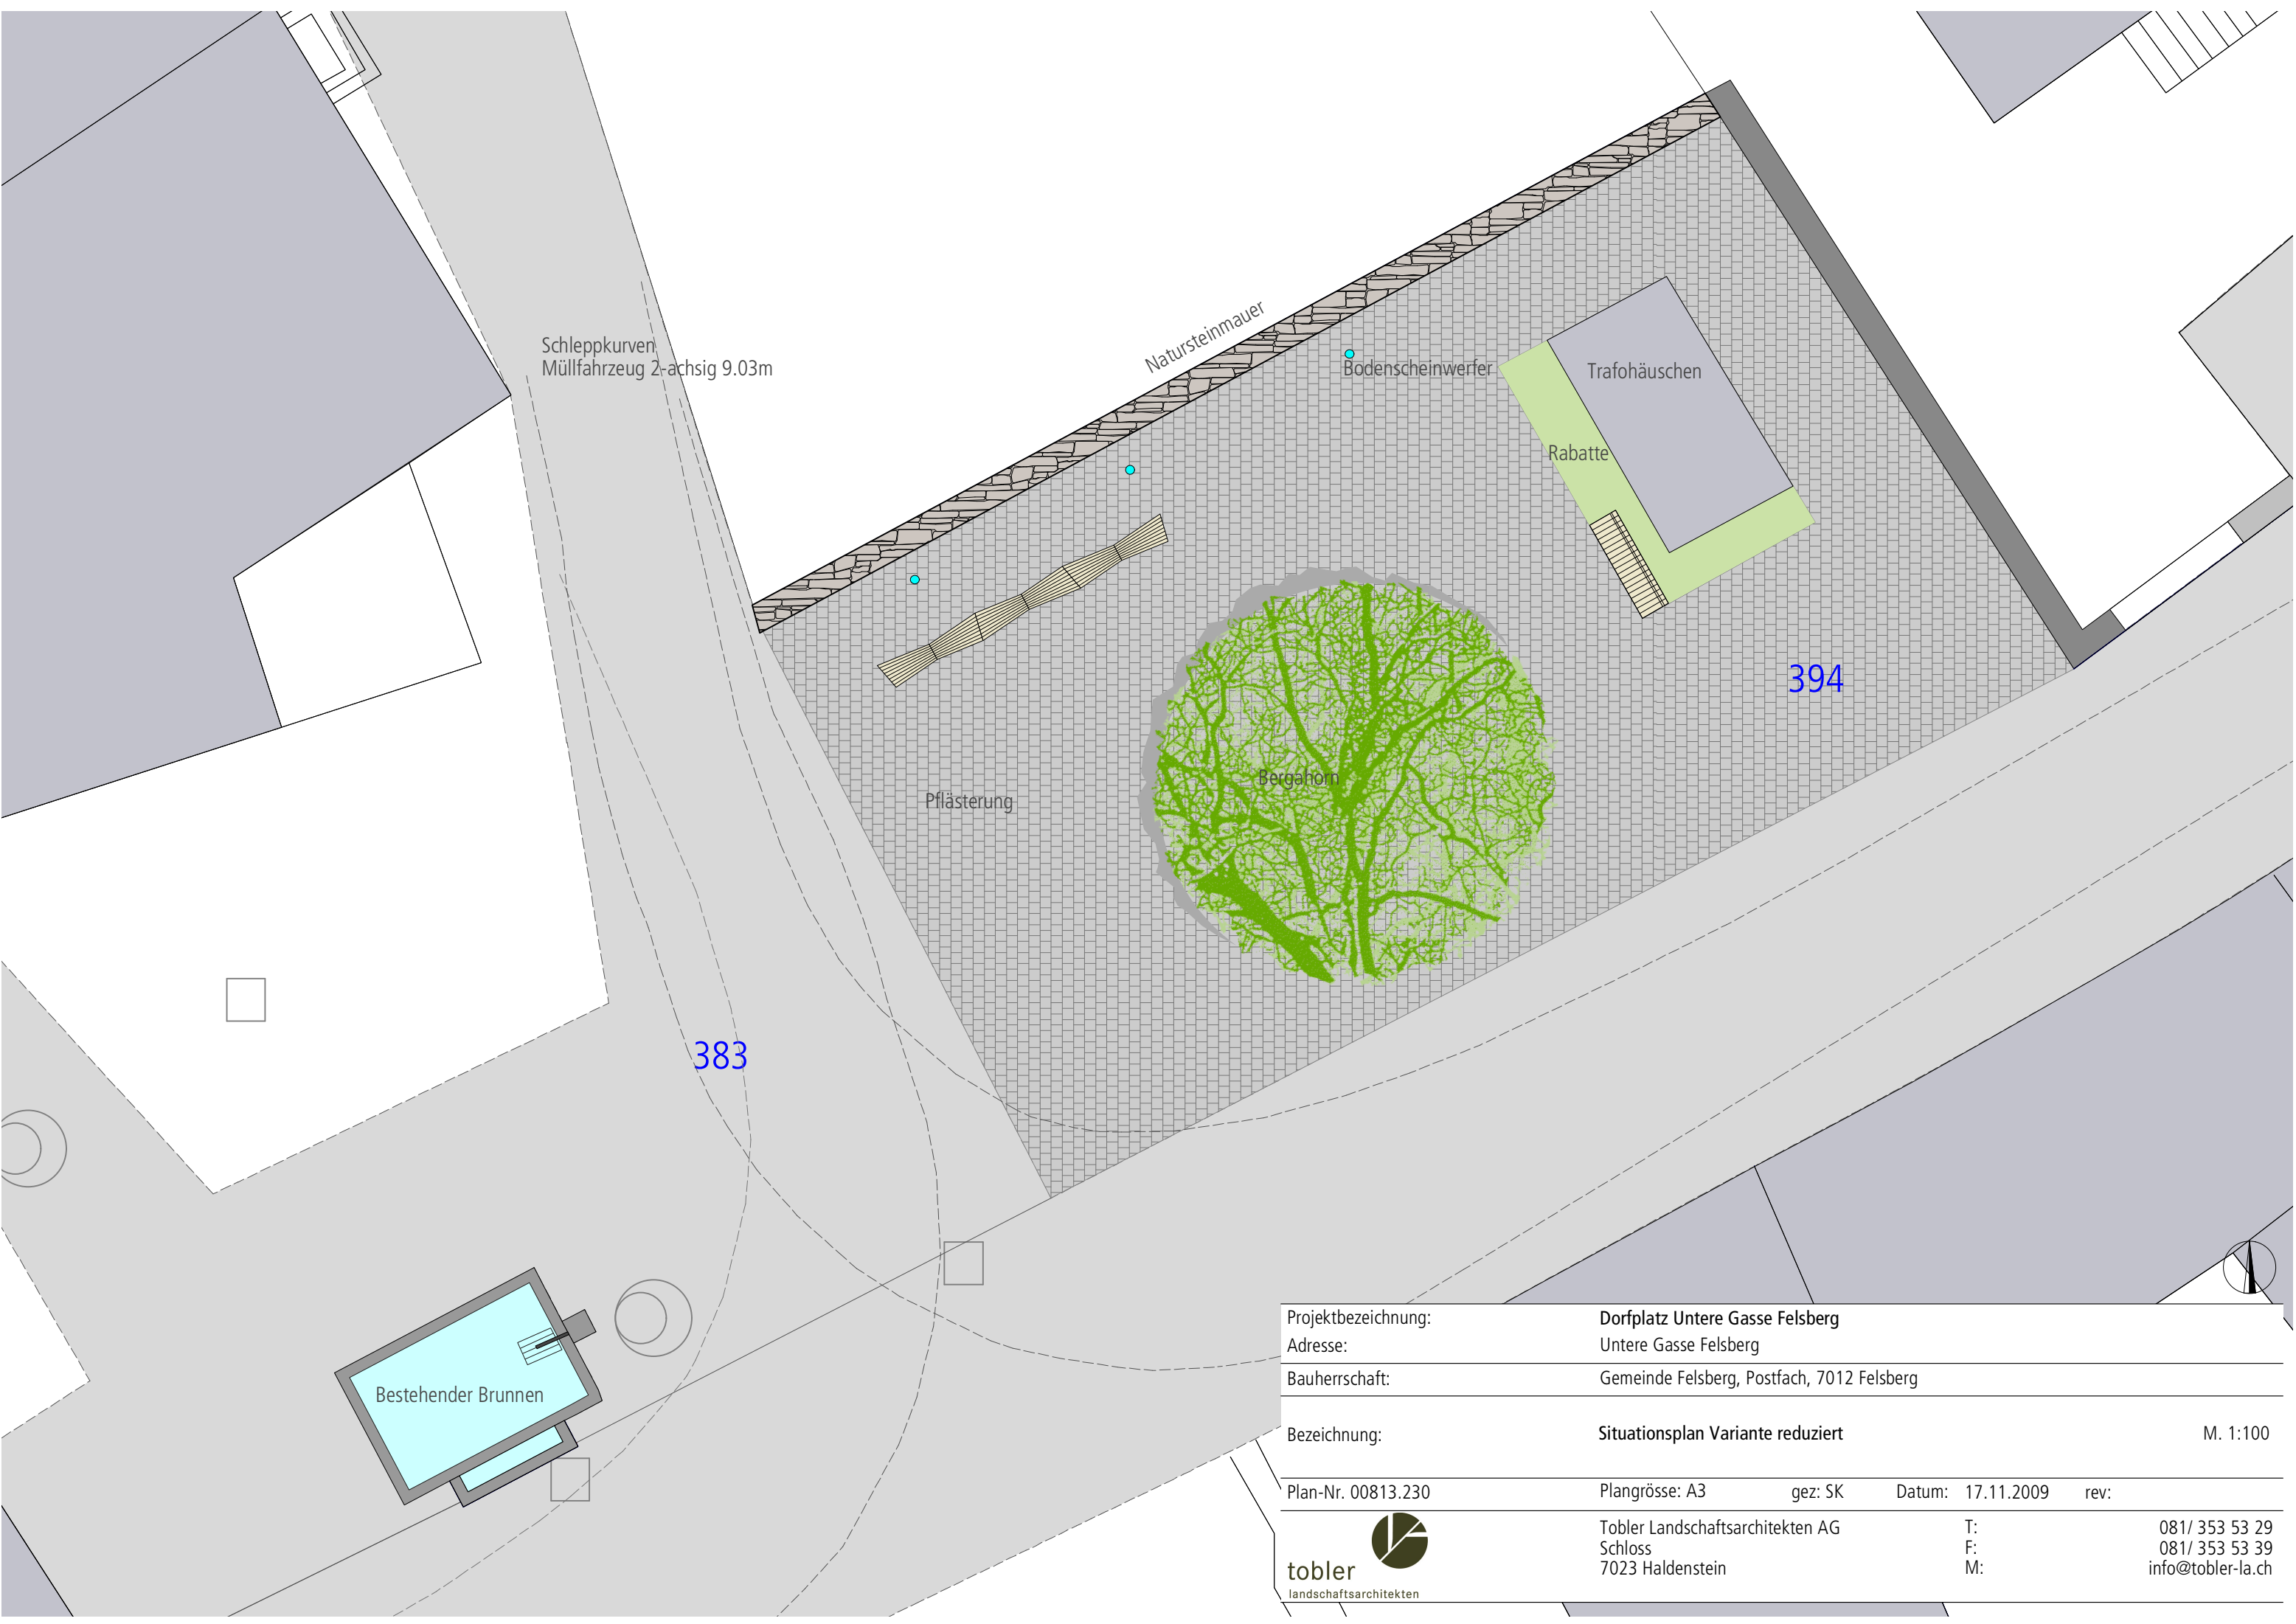 Natursteinmauer
Schleppkurven
Müllfahrzeug 2-achsig 9.03m
Bodenscheinwerfer
Trafohäuschen
Rabatte
394
Bergahorn
Pflästerung
383
Bestehender Brunnen
Projektbezeichnung: Dorfplatz Untere Gasse Felsberg
Adresse: Untere Gasse Felsberg
Bauherrschaft: Gemeinde Felsberg, Postfach, 7012 Felsberg
Bezeichnung: Situationsplan Variante reduziert M. 1:100
Plan-Nr. 00813.230 Plangrösse: A3 gez: SK Datum: 17.11.2009 rev:
Tobler Landschaftsarchitekten AG T: 081/ 353 53 29
Schloss F: 081/ 353 53 39
7023 Haldenstein M: info@tobler-la.ch
tobler
landschaftsarchitekten